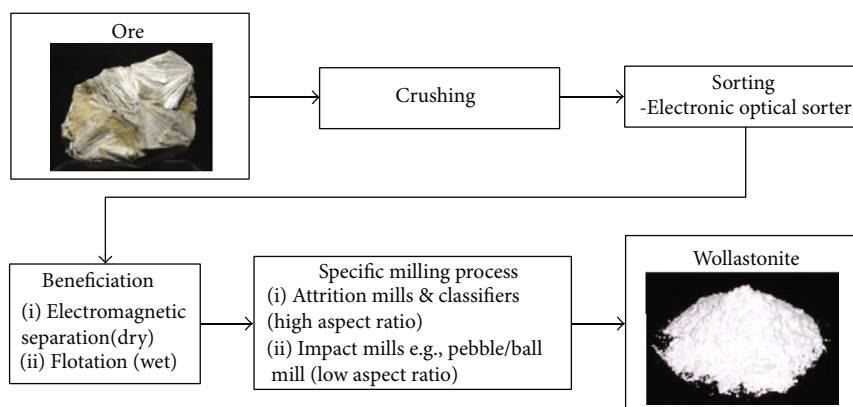 Ore
Crushing
Sorting
-Electronic optical sorter
Beneficiation
(i) Electromagnetic
separation(dry)
(ii) Flotation (wet)
Specific milling process
(i) Attrition mills & classifiers
(high aspect ratio)
(ii) Impact mills e.g., pebble/ball
mill (low aspect ratio)
Wollastonite